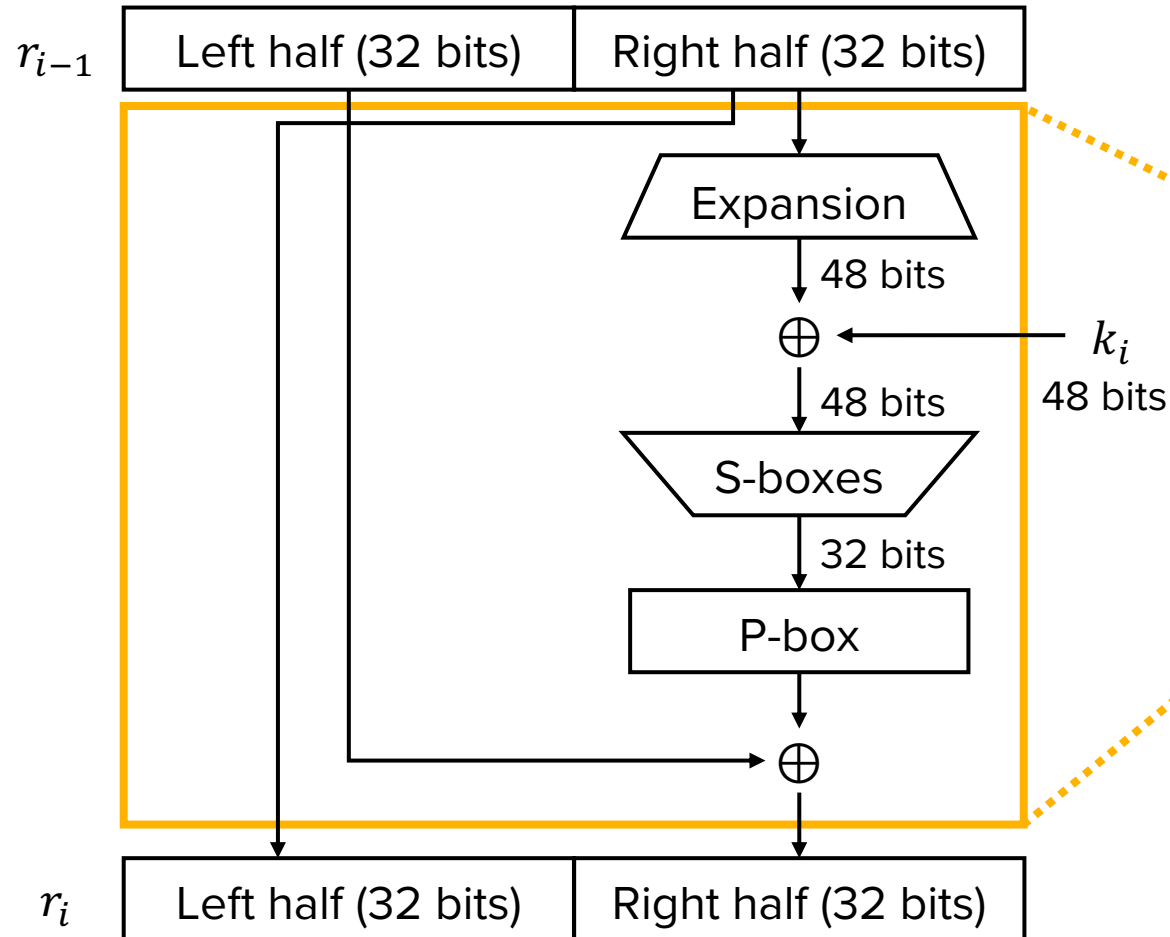 r_{i−1} Left half (32 bits) Right half (32 bits)
Expansion
48 bits
⊕
k_i
48 bits
48 bits
S-boxes
32 bits
P-box
⊕
r_i Left half (32 bits) Right half (32 bits)